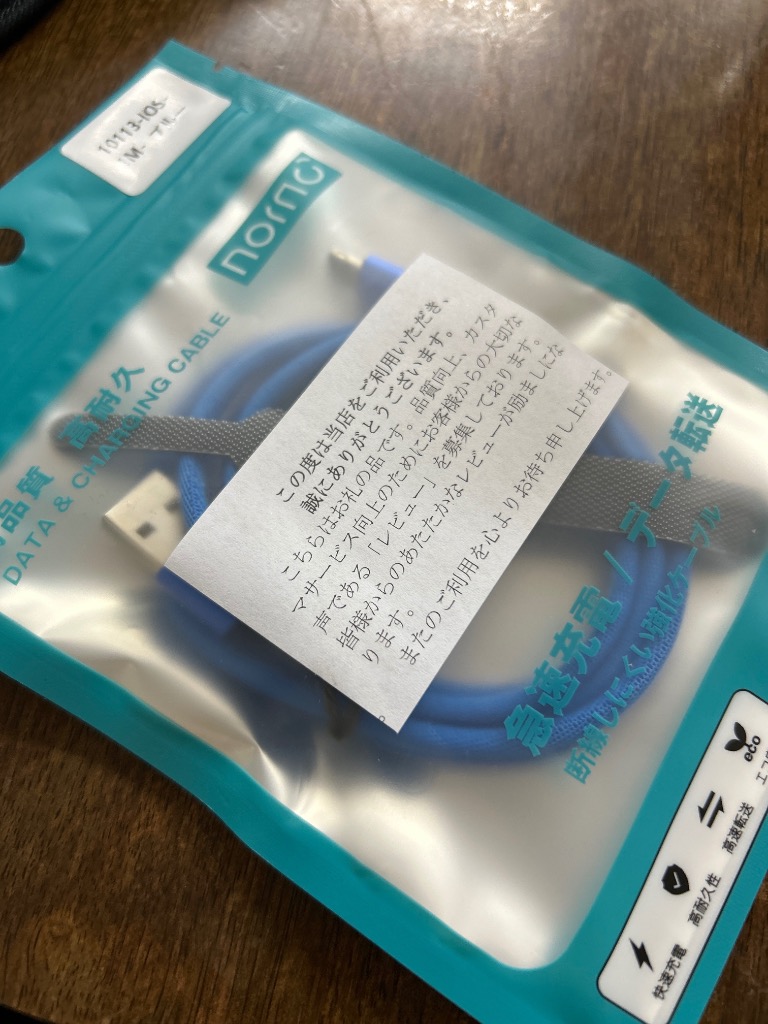 10113-IOS-
1M- ブルー
norno
品質 高耐久
DATA & CHARGING CABLE
この度は当店をご利用いただき、
誠にありがとうございます。
こちらはお礼の品です。品質向上、カスタ
マサービス向上のためにお客様からの大切な
声である「レビュー」を募集しております。
皆様からのあたたかなレビューが励ましにな
ります。
またのご利用を心よりお待ち申し上げます。
。
急速充電 / データ転送
断線しにくい強化ケーブル
快速充電
高耐久性
高速転送
eco
エコ